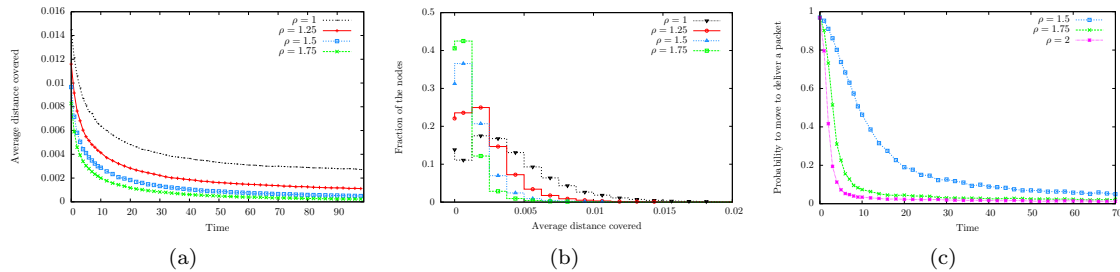 Average distance covered
0.016
0.014
0.012
0.01
0.008
0.006
0.004
0.002
0
0 10 20 30 40 50 60 70 80 90
Time
ρ = 1
ρ = 1.25
ρ = 1.5
ρ = 1.75
(a)
Fraction of the nodes
0.5
0.4
0.3
0.2
0.1
0
0 0.005 0.01 0.015 0.02
Average distance covered
ρ = 1
ρ = 1.25
ρ = 1.5
ρ = 1.75
(b)
Probability to move to deliver a packet
1
0.8
0.6
0.4
0.2
0
0 10 20 30 40 50 60 70
Time
ρ = 1.5
ρ = 1.75
ρ = 2
(c)